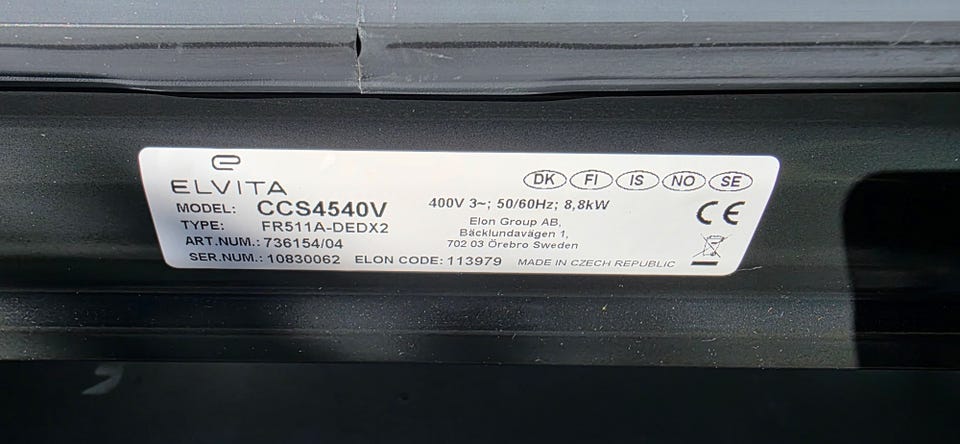 ELVITA
MODEL: CCS4540V
TYPE: FR511A-DEDX2
ART.NUM.: 736154/04
SER.NUM.: 10830062 ELON CODE: 113979
DK FI IS NO SE
400V 3~; 50/60Hz; 8,8kW
Elon Group AB,
Bäcklundavägen 1,
702 03 Örebro Sweden
MADE IN CZECH REPUBLIC
CE